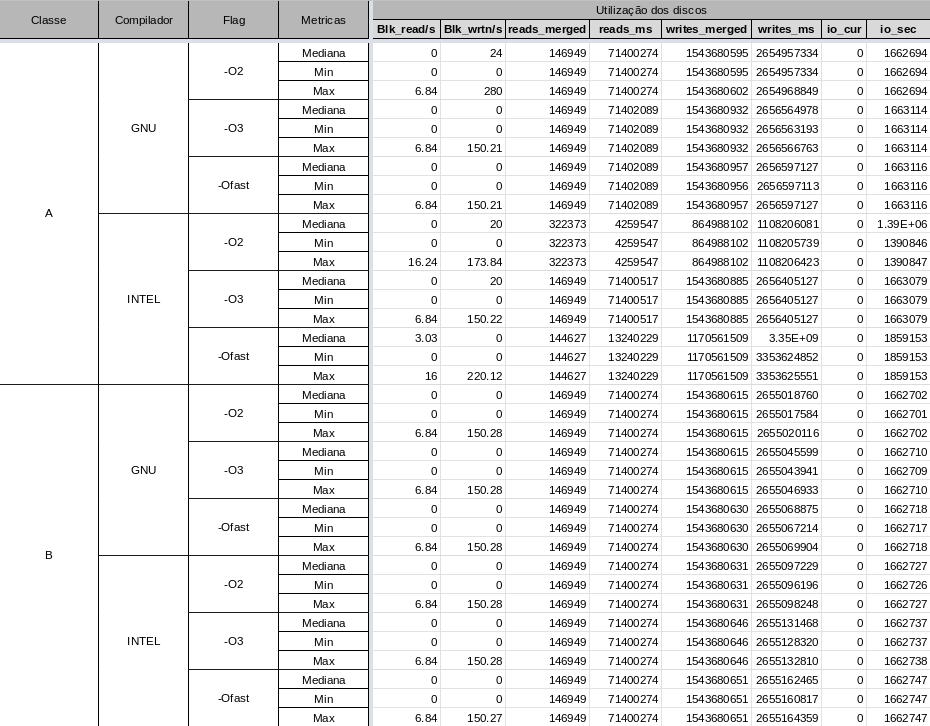 Utilização dos discos
Classe Compilador Flag Metricas
Blk_read/s Blk_wrtn/s reads_merged reads_ms writes_merged writes_ms io_cur io_sec
Mediana 0 24 146949 71400274 1543680595 2654957334 0 1662694
-O2 Min 0 0 146949 71400274 1543680595 2654957334 0 1662694
Max 6.84 280 146949 71400274 1543680602 2654968849 0 1662694
Mediana 0 0 146949 71402089 1543680932 2656564978 0 1663114
GNU -O3 Min 0 0 146949 71402089 1543680932 2656563193 0 1663114
Max 6.84 150.21 146949 71402089 1543680932 2656566763 0 1663114
Mediana 0 0 146949 71402089 1543680957 2656597127 0 1663116
-Ofast Min 0 0 146949 71402089 1543680956 2656597113 0 1663116
Max 6.84 150.21 146949 71402089 1543680957 2656597127 0 1663116
A
Mediana 0 20 322373 4259547 864988102 1108206081 0 1.39E+06
-O2 Min 0 0 322373 4259547 864988102 1108205739 0 1390846
Max 16.24 173.84 322373 4259547 864988102 1108206423 0 1390847
Mediana 0 20 146949 71400517 1543680885 2656405127 0 1663079
INTEL -O3 Min 0 0 146949 71400517 1543680885 2656405127 0 1663079
Max 6.84 150.22 146949 71400517 1543680885 2656405127 0 1663079
Mediana 3.03 0 144627 13240229 1170561509 3.35E+09 0 1859153
-Ofast Min 0 0 144627 13240229 1170561509 3353624852 0 1859153
Max 16 220.12 144627 13240229 1170561509 3353625551 0 1859153
Mediana 0 0 146949 71400274 1543680615 2655018760 0 1662702
-O2 Min 0 0 146949 71400274 1543680615 2655017584 0 1662701
Max 6.84 150.28 146949 71400274 1543680615 2655020116 0 1662702
Mediana 0 0 146949 71400274 1543680615 2655045599 0 1662710
GNU -O3 Min 0 0 146949 71400274 1543680615 2655043941 0 1662709
Max 6.84 150.28 146949 71400274 1543680615 2655046933 0 1662710
Mediana 0 0 146949 71400274 1543680630 2655068875 0 1662718
-Ofast Min 0 0 146949 71400274 1543680630 2655067214 0 1662717
Max 6.84 150.28 146949 71400274 1543680630 2655069904 0 1662718
B
Mediana 0 0 146949 71400274 1543680631 2655097229 0 1662727
-O2 Min 0 0 146949 71400274 1543680631 2655096196 0 1662726
Max 6.84 150.28 146949 71400274 1543680631 2655098248 0 1662727
Mediana 0 0 146949 71400274 1543680646 2655131468 0 1662737
INTEL -O3 Min 0 0 146949 71400274 1543680646 2655128320 0 1662737
Max 6.84 150.28 146949 71400274 1543680646 2655132810 0 1662738
Mediana 0 0 146949 71400274 1543680651 2655162465 0 1662747
-Ofast Min 0 0 146949 71400274 1543680651 2655160817 0 1662747
Max 6.84 150.27 146949 71400274 1543680651 2655164359 0 1662747